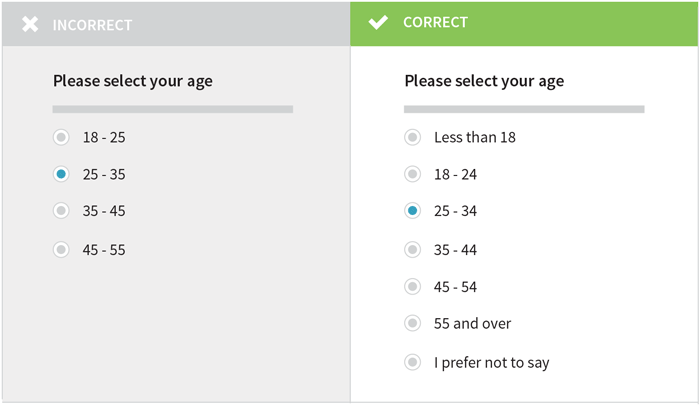 INCORRECT
Please select your age
18 - 25
25 - 35
35 - 45
45 - 55
CORRECT
Please select your age
Less than 18
18 - 24
25 - 34
35 - 44
45 - 54
55 and over
I prefer not to say